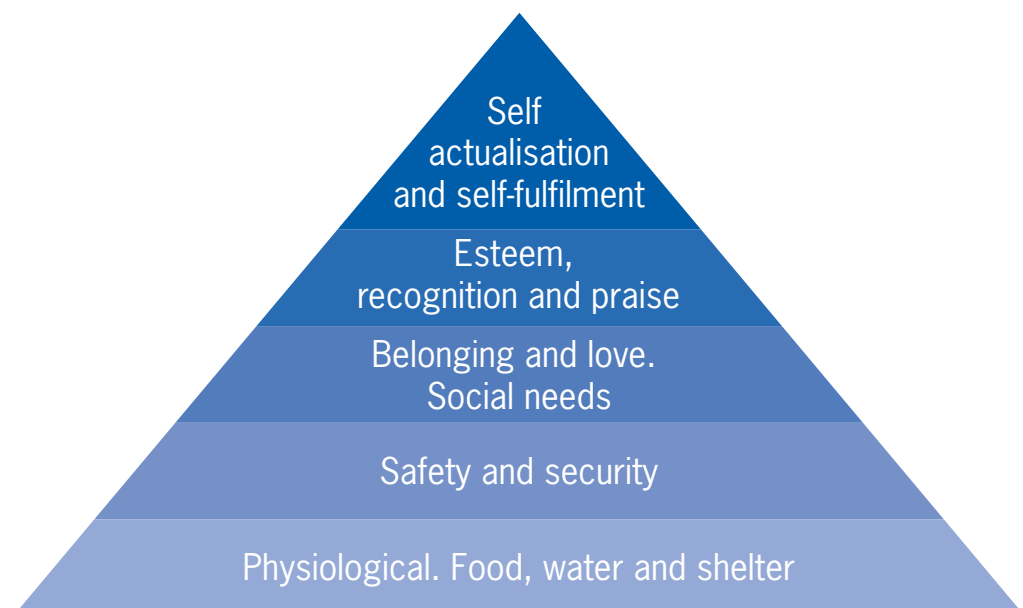 Self
actualisation
and self-fulfilment
Esteem,
recognition and praise
Belonging and love.
Social needs
Safety and security
Physiological. Food, water and shelter